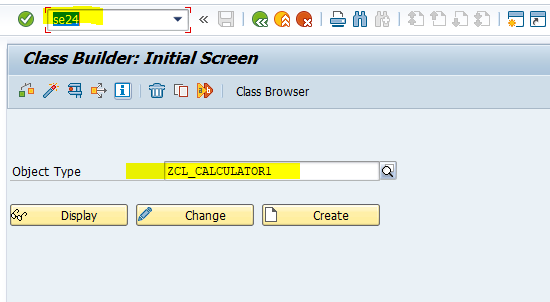 se24
Class Builder: Initial Screen
Class Browser
Object Type ZCL_CALCULATOR1
Display Change Create